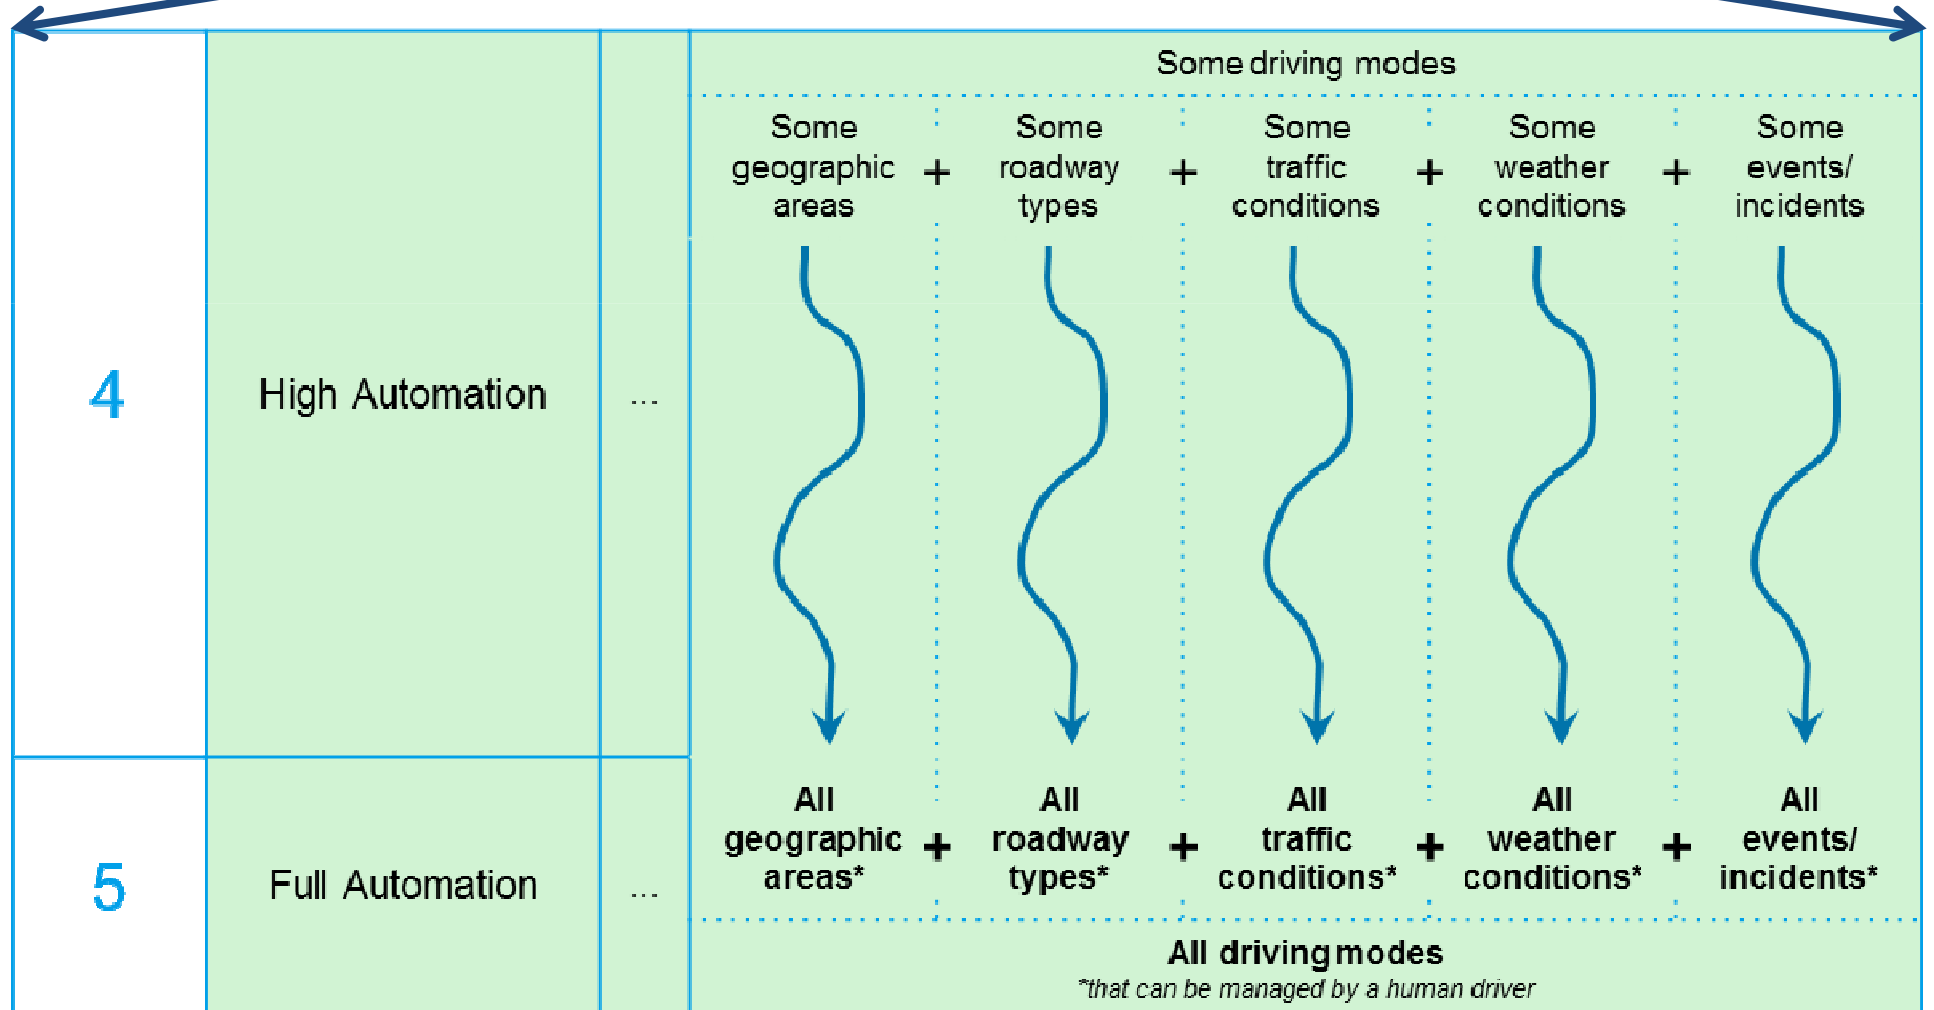 Some driving modes
Some geographic areas + Some roadway types + Some traffic conditions + Some weather conditions + Some events/ incidents
4 High Automation ...
All geographic areas* + All roadway types* + All traffic conditions* + All weather conditions* + All events/ incidents*
5 Full Automation ...
All driving modes
*that can be managed by a human driver